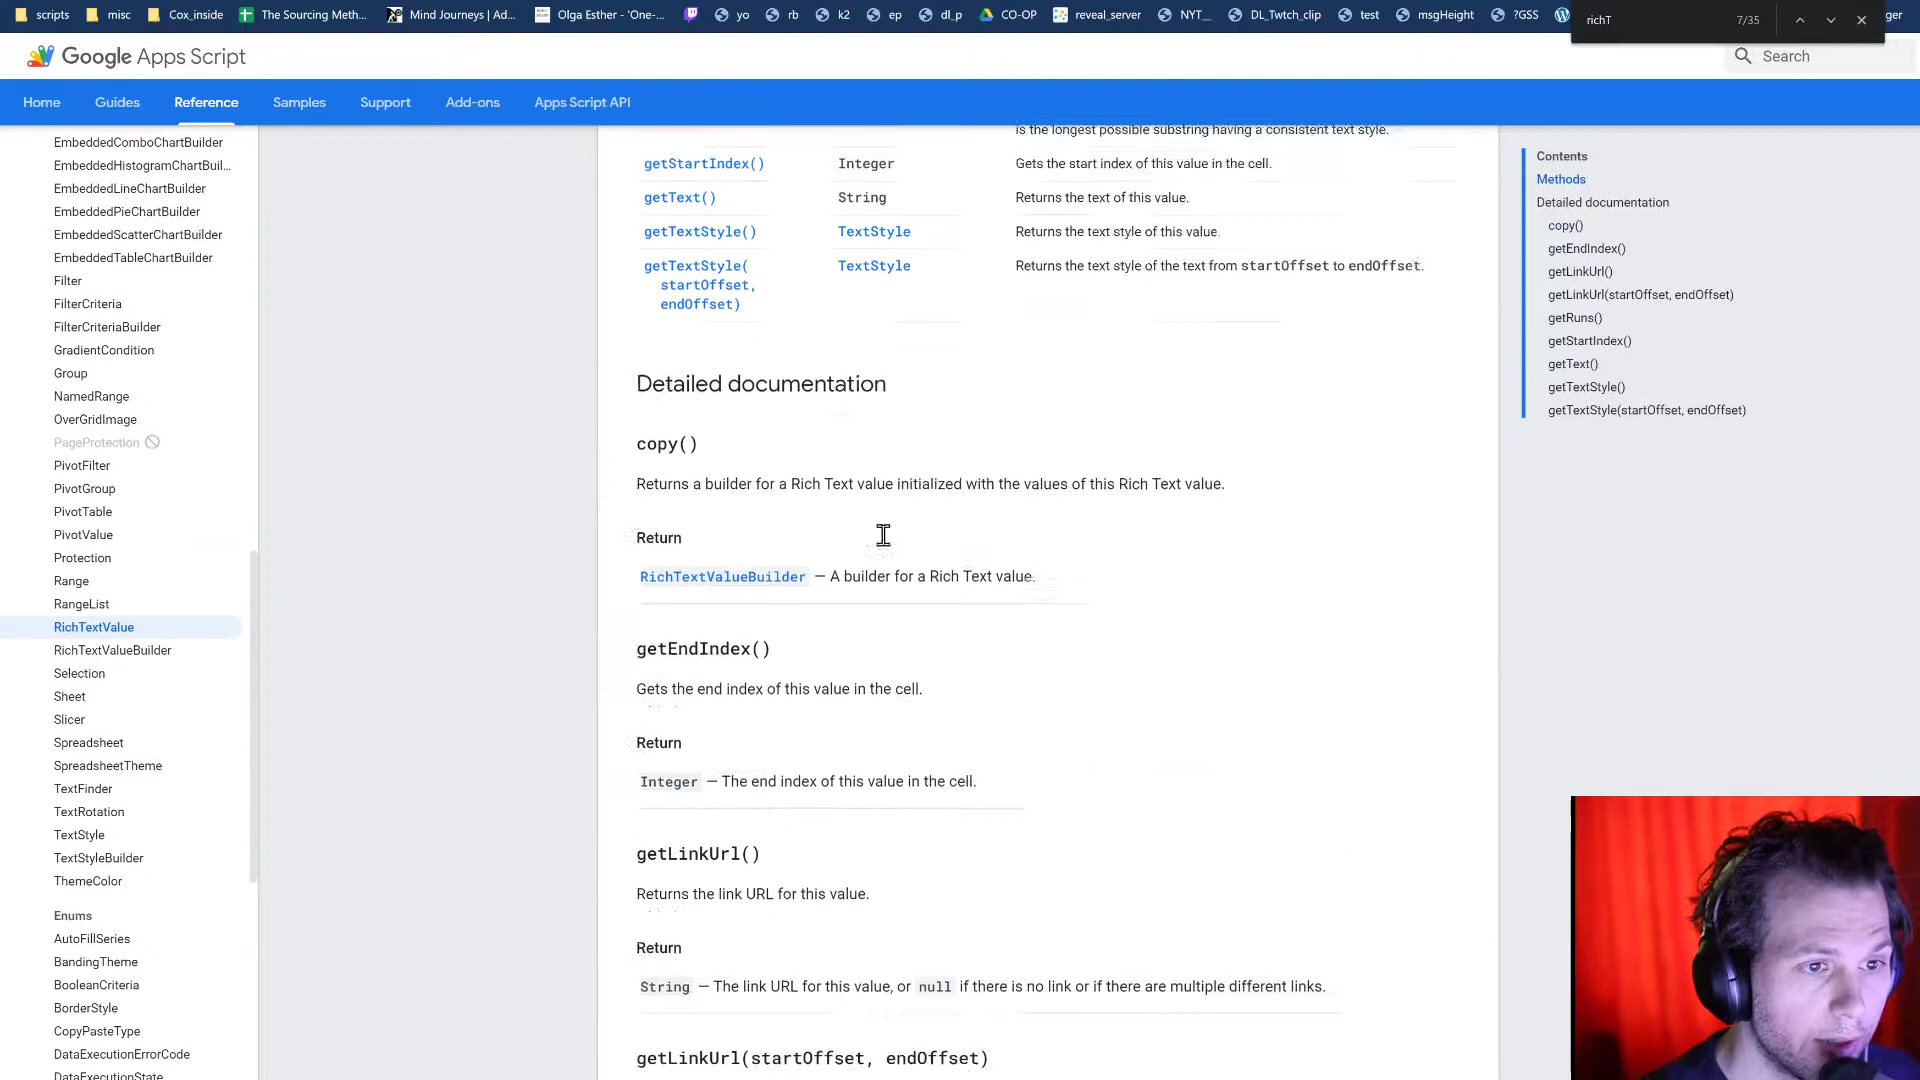 scripts misc Cox_inside The Sourcing Meth... Mind Journeys | Ad... Olga Esther - 'One-... yo rb k2 ep dl_p CO-OP reveal_server NYT__ DL_Twtch_clip test msgHeight ?GSS ger
richT 7/35
Google Apps Script
Search
Home Guides Reference Samples Support Add-ons Apps Script API
EmbeddedComboChartBuilder
EmbeddedHistogramChartBuil...
EmbeddedLineChartBuilder
EmbeddedPieChartBuilder
EmbeddedScatterChartBuilder
EmbeddedTableChartBuilder
Filter
FilterCriteria
FilterCriteriaBuilder
GradientCondition
Group
NamedRange
OverGridImage
PageProtection
PivotFilter
PivotGroup
PivotTable
PivotValue
Protection
Range
RangeList
RichTextValue
RichTextValueBuilder
Selection
Sheet
Slicer
Spreadsheet
SpreadsheetTheme
TextFinder
TextRotation
TextStyle
TextStyleBuilder
ThemeColor
Enums
AutoFillSeries
BandingTheme
BooleanCriteria
BorderStyle
CopyPasteType
DataExecutionErrorCode
DataExecutionState
is the longest possible substring having a consistent text style.
getStartIndex() Integer Gets the start index of this value in the cell.
getText() String Returns the text of this value.
getTextStyle() TextStyle Returns the text style of this value.
getTextStyle( TextStyle Returns the text style of the text from startOffset to endOffset.
startOffset,
endOffset)
Detailed documentation
copy()
Returns a builder for a Rich Text value initialized with the values of this Rich Text value.
Return
RichTextValueBuilder — A builder for a Rich Text value.
getEndIndex()
Gets the end index of this value in the cell.
Return
Integer — The end index of this value in the cell.
getLinkUrl()
Returns the link URL for this value.
Return
String — The link URL for this value, or null if there is no link or if there are multiple different links.
getLinkUrl(startOffset, endOffset)
Contents
Methods
Detailed documentation
copy()
getEndIndex()
getLinkUrl()
getLinkUrl(startOffset, endOffset)
getRuns()
getStartIndex()
getText()
getTextStyle()
getTextStyle(startOffset, endOffset)